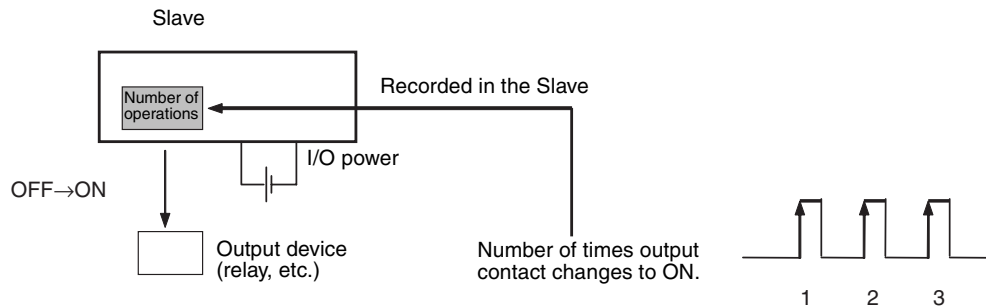 Slave
Number of
operations
Recorded in the Slave
I/O power
OFF→ON
Output device
(relay, etc.)
Number of times output
contact changes to ON.
1 2 3